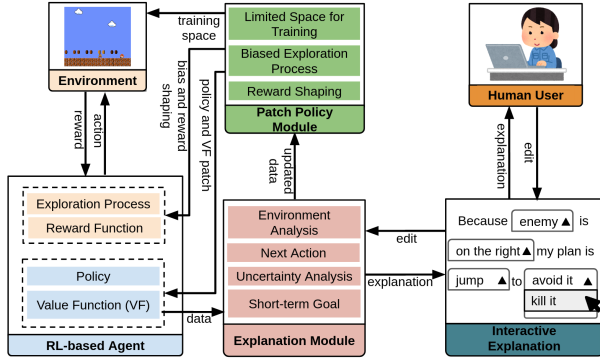 Environment
training
space
Limited Space for
Training
Biased Exploration
Process
Reward Shaping
Patch Policy
Module
Human User
reward
action
bias and reward
shaping
policy and VF patch
updated
data
explanation
edit
Exploration Process
Reward Function
Policy
Value Function (VF)
RL-based Agent
data
Environment
Analysis
Next Action
Uncertainty Analysis
Short-term Goal
Explanation Module
edit
explanation
Because enemy ▲ is
on the right ▲ my plan is
jump ▲ to avoid it ▲
kill it
Interactive
Explanation